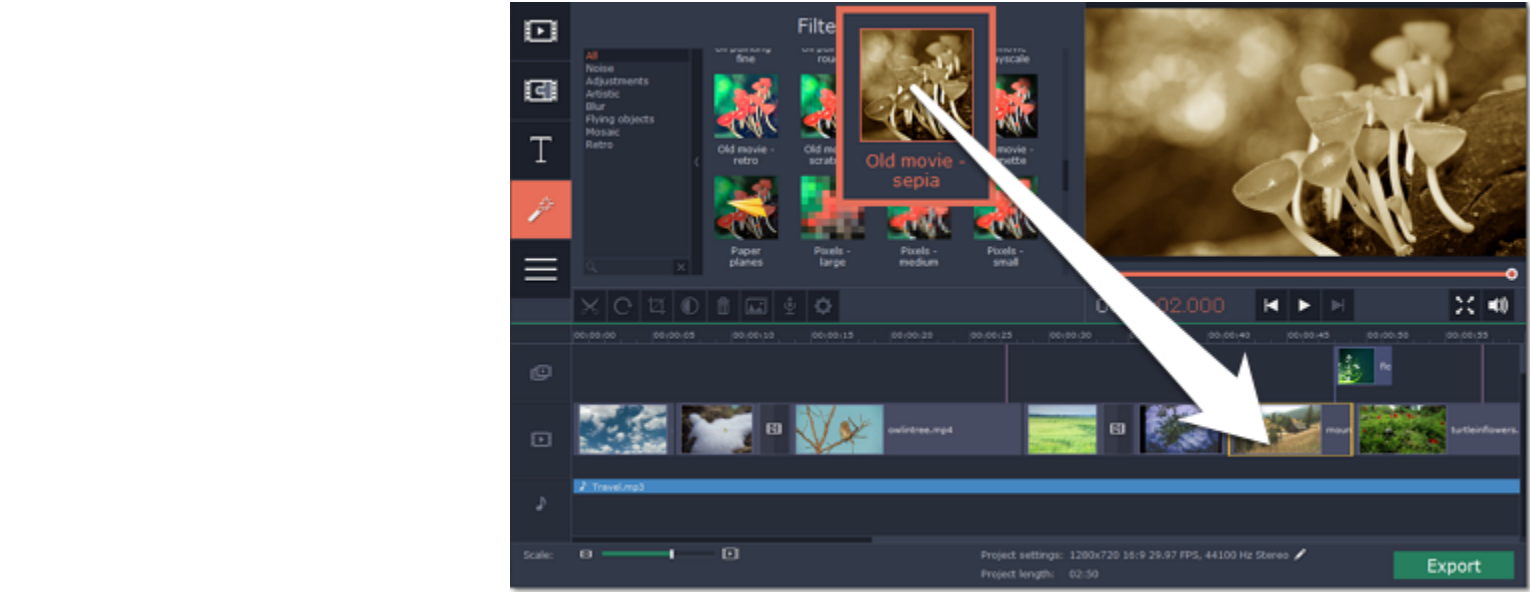 Filte
All
Noise
Adjustments
Artistic
Blur
Flying objects
Mosaic
Retro
fine
Old movie -
retro
Old movie -
sepia
Paper
planes
Pixels -
large
Pixels -
medium
Pixels -
small
02.000
00:00:00 00:00:05 00:00:10 00:00:15 00:00:20 00:00:25 00:00:30 00:00:40 00:00:45 00:00:50 00:00:55
owlintree.mp4
moun
turtleinflowers.
Travel.mp3
Scale:
Project settings: 1280x720 16:9 29.97 FPS, 44100 Hz Stereo
Project length: 02:50
Export